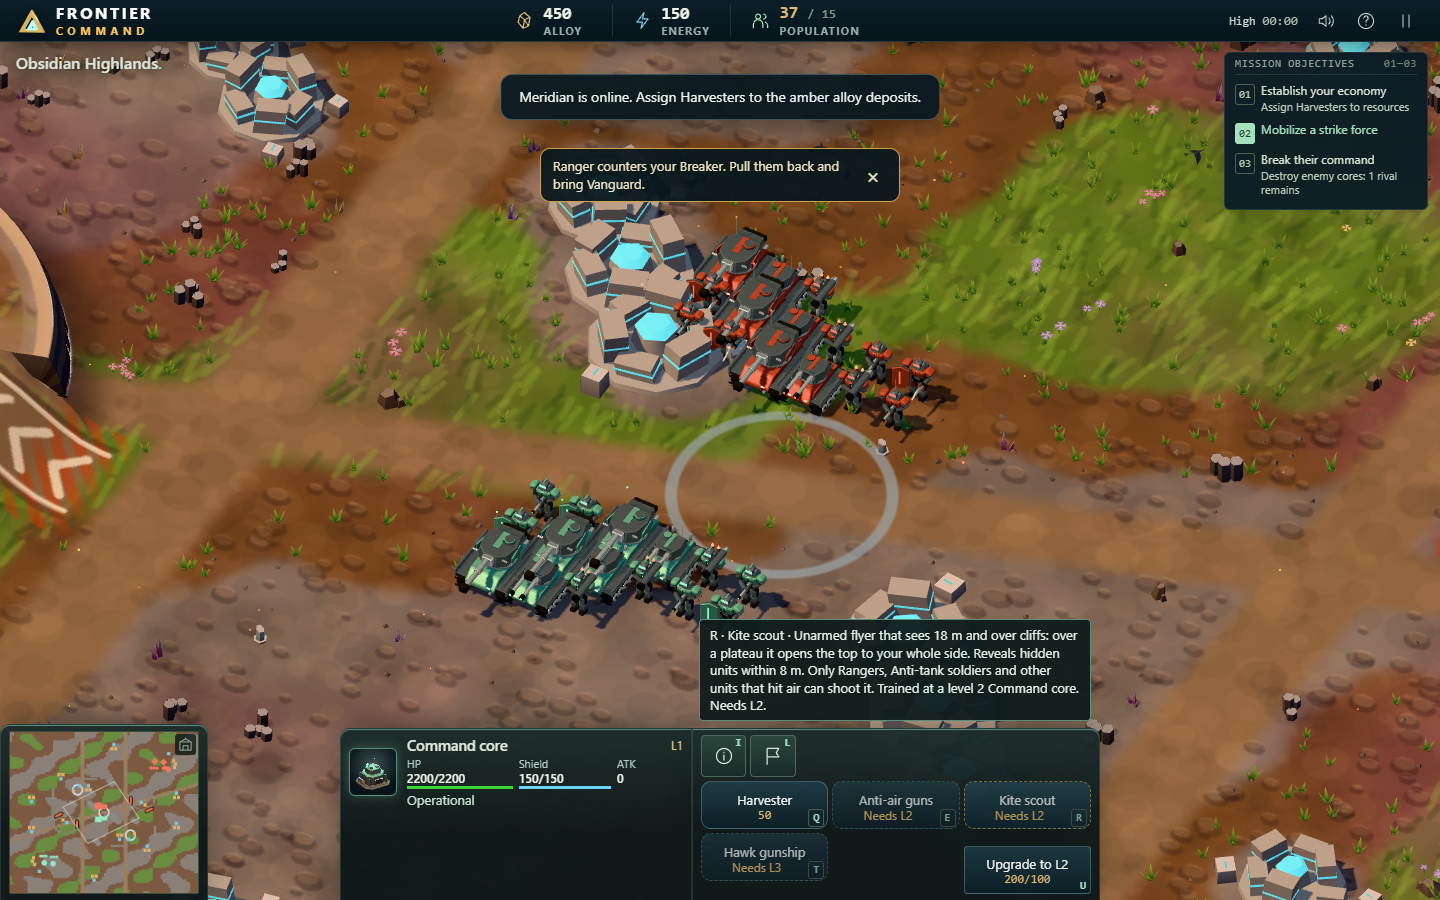 FRONTIER
COMMAND
450
ALLOY
150
ENERGY
37 / 15
POPULATION
High 00:00
Obsidian Highlands.
MISSION OBJECTIVES 01—03
01 Establish your economy
Assign Harvesters to resources
02 Mobilize a strike force
03 Break their command
Destroy enemy cores: 1 rival
remains
Meridian is online. Assign Harvesters to the amber alloy deposits.
Ranger counters your Breaker. Pull them back and
bring Vanguard.
R · Kite scout · Unarmed flyer that sees 18 m and over cliffs: over
a plateau it opens the top to your whole side. Reveals hidden
units within 8 m. Only Rangers, Anti-tank soldiers and other
units that hit air can shoot it. Trained at a level 2 Command core.
Needs L2.
Command core L1
HP Shield ATK
2200/2200 150/150 0
Operational
I L
Harvester
50 Q
Anti-air guns
Needs L2 E
Kite scout
Needs L2 R
Hawk gunship
Needs L3 T
Upgrade to L2
200/100 U